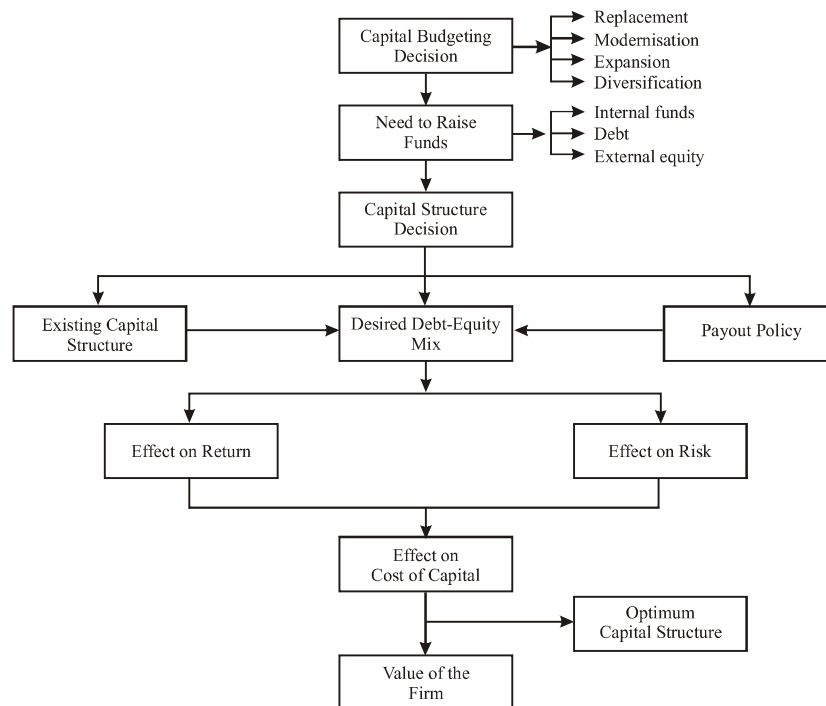 Capital Budgeting
Decision
Replacement
Modernisation
Expansion
Diversification
Need to Raise
Funds
Internal funds
Debt
External equity
Capital Structure
Decision
Existing Capital
Structure
Desired Debt-Equity
Mix
Payout Policy
Effect on Return
Effect on Risk
Effect on
Cost of Capital
Optimum
Capital Structure
Value of the
Firm